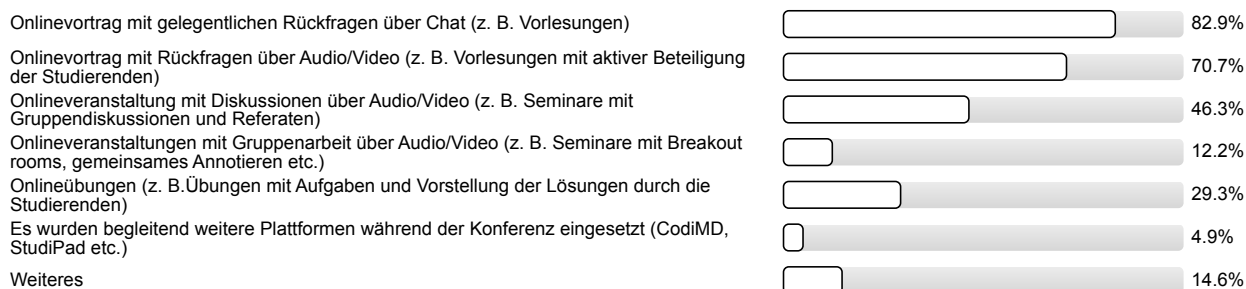 Onlinevortrag mit gelegentlichen Rückfragen über Chat (z. B. Vorlesungen) 82.9%
Onlinevortrag mit Rückfragen über Audio/Video (z. B. Vorlesungen mit aktiver Beteiligung
der Studierenden) 70.7%
Onlineveranstaltung mit Diskussionen über Audio/Video (z. B. Seminare mit
Gruppendiskussionen und Referaten) 46.3%
Onlineveranstaltungen mit Gruppenarbeit über Audio/Video (z. B. Seminare mit Breakout
rooms, gemeinsames Annotieren etc.) 12.2%
Onlineübungen (z. B.Übungen mit Aufgaben und Vorstellung der Lösungen durch die
Studierenden) 29.3%
Es wurden begleitend weitere Plattformen während der Konferenz eingesetzt (CodiMD,
StudiPad etc.) 4.9%
Weiteres 14.6%